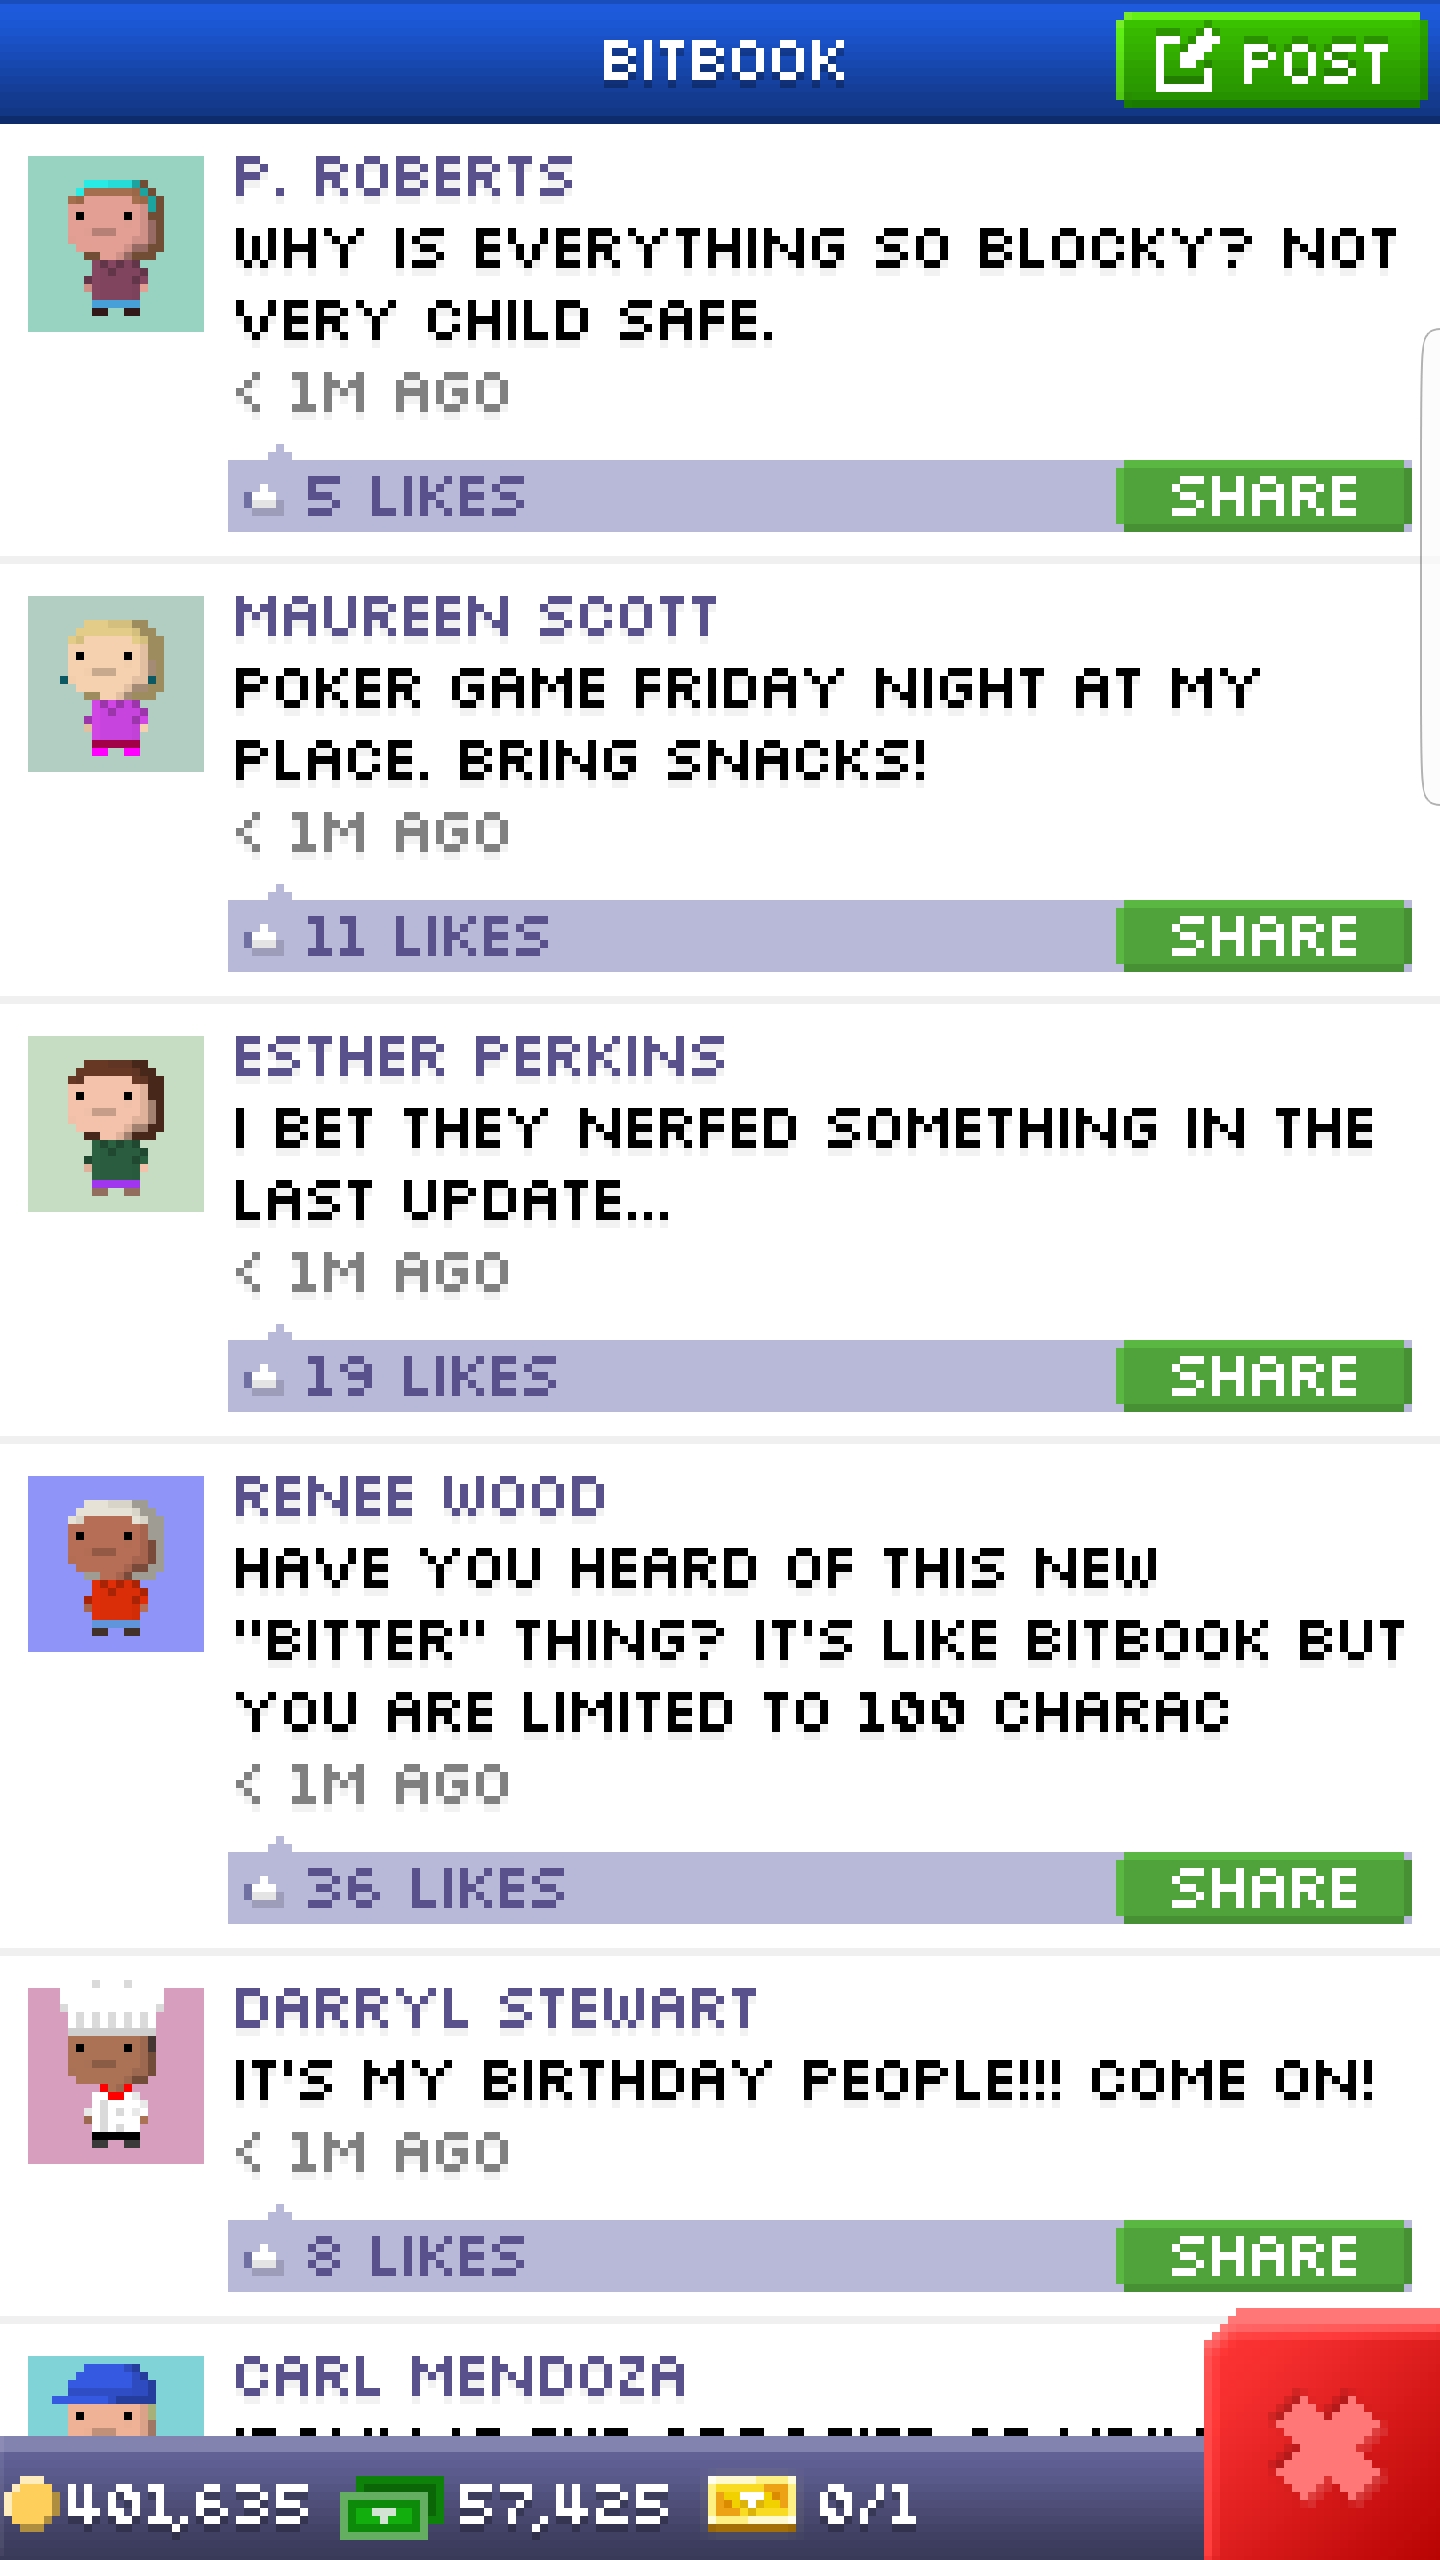 BITBOOK
POST
P. ROBERTS
WHY IS EVERYTHING SO BLOCKY? NOT
VERY CHILD SAFE.
< 1M AGO
5 LIKES
SHARE
MAUREEN SCOTT
POKER GAME FRIDAY NIGHT AT MY
PLACE. BRING SNACKS!
< 1M AGO
11 LIKES
SHARE
ESTHER PERKINS
I BET THEY NERFED SOMETHING IN THE
LAST UPDATE...
< 1M AGO
19 LIKES
SHARE
RENEE WOOD
HAVE YOU HEARD OF THIS NEW
"BITTER" THING? IT'S LIKE BITBOOK BUT
YOU ARE LIMITED TO 100 CHARAC
< 1M AGO
36 LIKES
SHARE
DARRYL STEWART
IT'S MY BIRTHDAY PEOPLE!!! COME ON!
< 1M AGO
8 LIKES
SHARE
CARL MENDOZA
401,635
57,425
0/1